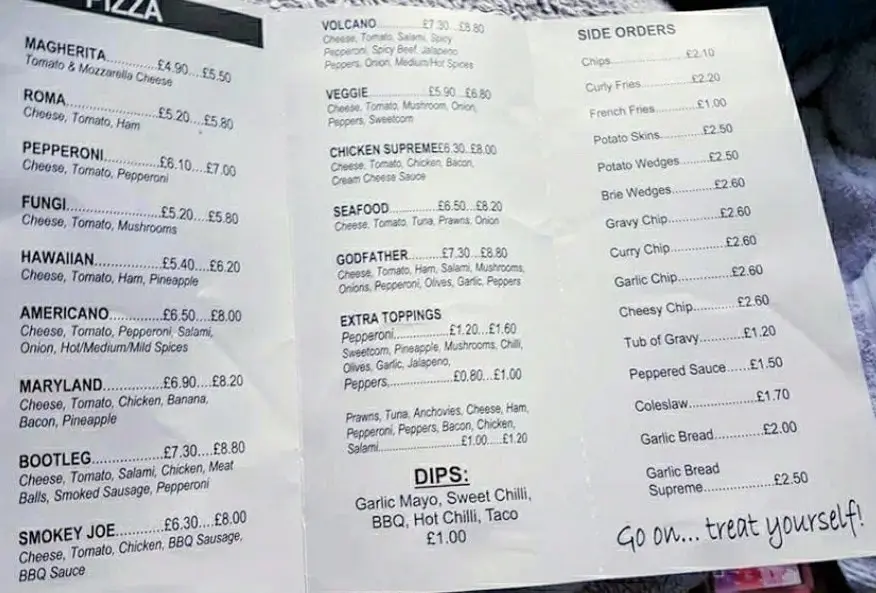 PIZZA
MAGHERITA............£4.90....£5.50
Tomato & Mozzarella Cheese
ROMA....................£5.20....£5.80
Cheese, Tomato, Ham
PEPPERONI..............£6.10....£7.00
Cheese, Tomato, Pepperoni
FUNGI....................£5.20....£5.80
Cheese, Tomato, Mushrooms
HAWAIIAN................£5.40....£6.20
Cheese, Tomato, Ham, Pineapple
AMERICANO.............£6.50....£8.00
Cheese, Tomato, Pepperoni, Salami,
Onion, Hot/Medium/Mild Spices
MARYLAND..............£6.90....£8.20
Cheese, Tomato, Chicken, Banana,
Bacon, Pineapple
BOOTLEG................£7.30....£8.80
Cheese, Tomato, Salami, Chicken, Meat
Balls, Smoked Sausage, Pepperoni
SMOKEY JOE............£6.30....£8.00
Cheese, Tomato, Chicken, BBQ Sausage,
BBQ Sauce
VOLCANO................£7.30...£8.80
Cheese, Tomato, Salami, Spicy
Pepperoni, Spicy Beef, Jalapeno
Peppers, Onion, Medium/Hot Spices
VEGGIE................£5.90...£6.80
Cheese, Tomato, Mushroom, Onion,
Peppers, Sweetcorn
CHICKEN SUPREME£6.30..£8.00
Cheese, Tomato, Chicken, Bacon,
Cream Cheese Sauce
SEAFOOD.............£6.50...£8.20
Cheese, Tomato, Tuna, Prawns, Onion
GODFATHER.........£7.30...£8.80
Cheese, Tomato, Ham, Salami, Mushrooms,
Onions, Pepperoni, Olives, Garlic, Peppers
EXTRA TOPPINGS
Pepperoni..............£1.20...£1.60
Sweetcorn, Pineapple, Mushrooms, Chilli,
Olives, Garlic, Jalapeno,
Peppers,................£0.80...£1.00
Prawns, Tuna, Anchovies, Cheese, Ham,
Pepperoni, Peppers, Bacon, Chicken,
Salami......................£1.00....£1.20
DIPS:
Garlic Mayo, Sweet Chilli,
BBQ, Hot Chilli, Taco
£1.00
SIDE ORDERS
Chips....................£2.10
Curly Fries..............£2.20
French Fries............£1.00
Potato Skins............£2.50
Potato Wedges........£2.50
Brie Wedges...........£2.60
Gravy Chip..............£2.60
Curry Chip..............£2.60
Garlic Chip..............£2.60
Cheesy Chip...........£2.60
Tub of Gravy...........£1.20
Peppered Sauce......£1.50
Coleslaw.................£1.70
Garlic Bread............£2.00
Garlic Bread
Supreme.................£2.50
Go on... treat yourself!